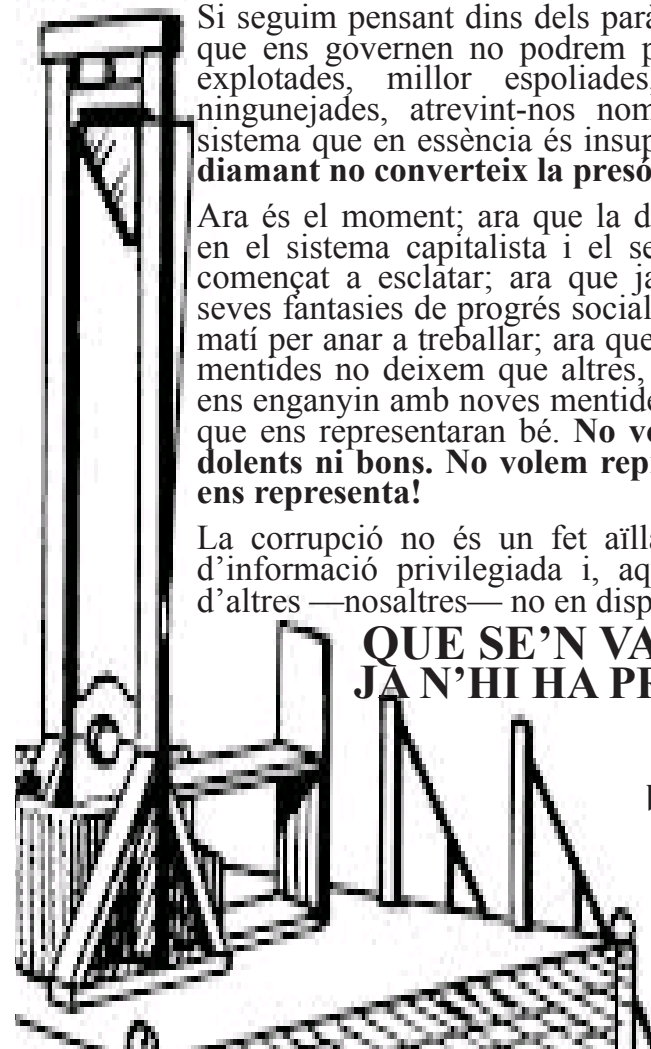 Si seguim pensant dins dels parà
que ens governen no podrem p
explotades, millor espoliades,
ningunejades, atrevint-nos nom
sistema que en essència és insup
diamant no converteix la presó
Ara és el moment; ara que la d
en el sistema capitalista i el se
començat a esclatar; ara que ja
seves fantasies de progrés social
matí per anar a treballar; ara que
mentides no deixem que altres,
ens enganyin amb noves mentide
que ens representaran bé. No vo
dolents ni bons. No volem repr
ens representa!
La corrupció no és un fet aïlla
d’informació privilegiada i, aq
d’altres —nosaltres— no en disp
QUE SE’N VA
JA N’HI HA PR